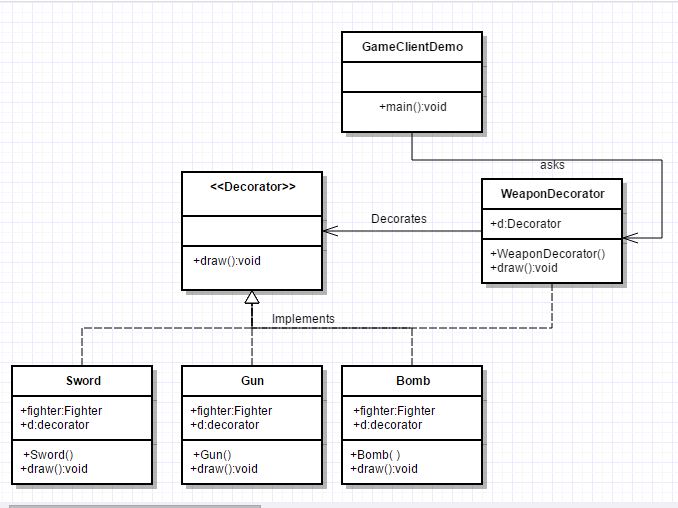 GameClientDemo
+main():void
asks
<<Decorator>>
+draw():void
Decorates
WeaponDecorator
+d:Decorator
+WeaponDecorator()
+draw():void
Implements
Sword
+fighter:Fighter
+d:decorator
+Sword()
+draw():void
Gun
+fighter:Fighter
+d:decorator
+Gun()
+draw():void
Bomb
+fighter:Fighter
+d:decorator
+Bomb( )
+draw():void